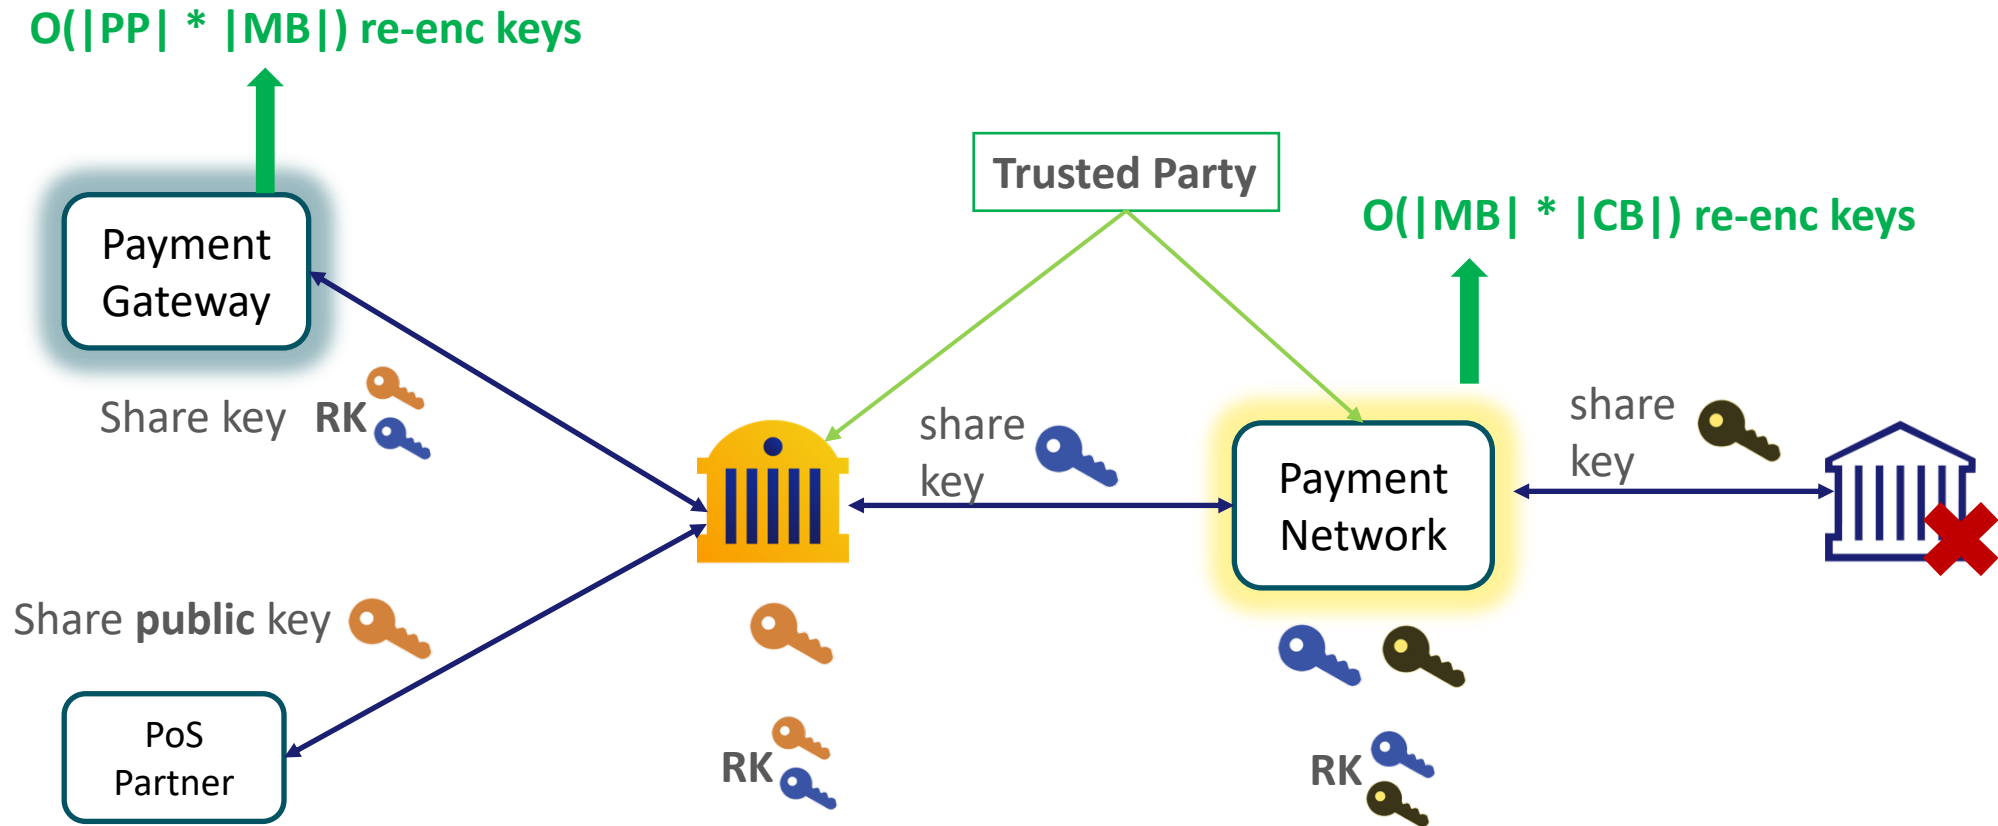 O(|PP| * |MB|) re-enc keys
Trusted Party
O(|MB| * |CB|) re-enc keys
Payment
Gateway
Share key RK
share
key
share
key
Payment
Network
Share public key
PoS
Partner
RK
RK